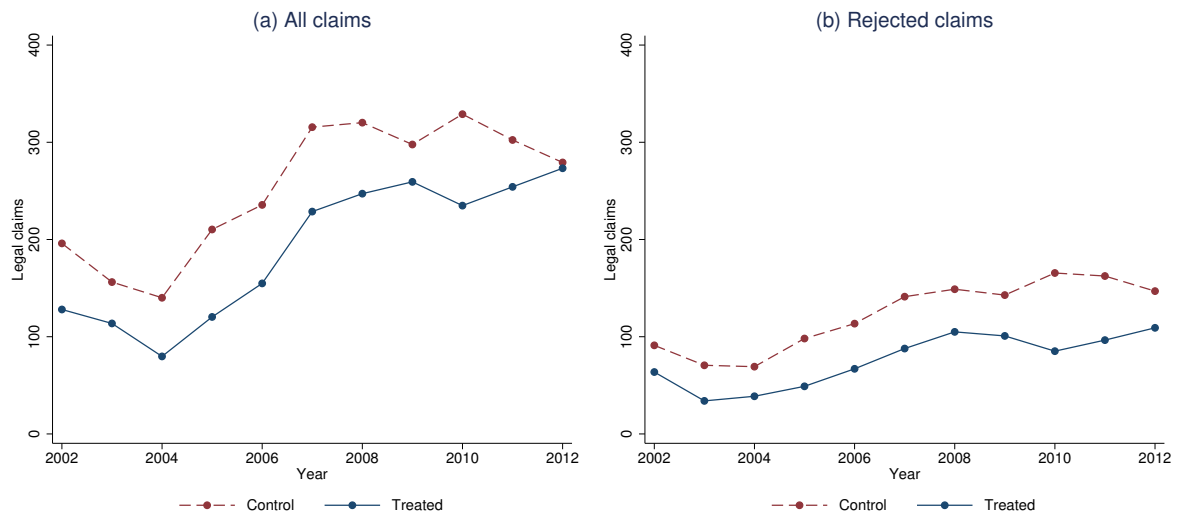 (a) All claims
400
300
200
100
0
Legal claims
2002 2004 2006 2008 2010 2012
Year
Control Treated
(b) Rejected claims
400
300
200
100
0
Legal claims
2002 2004 2006 2008 2010 2012
Year
Control Treated